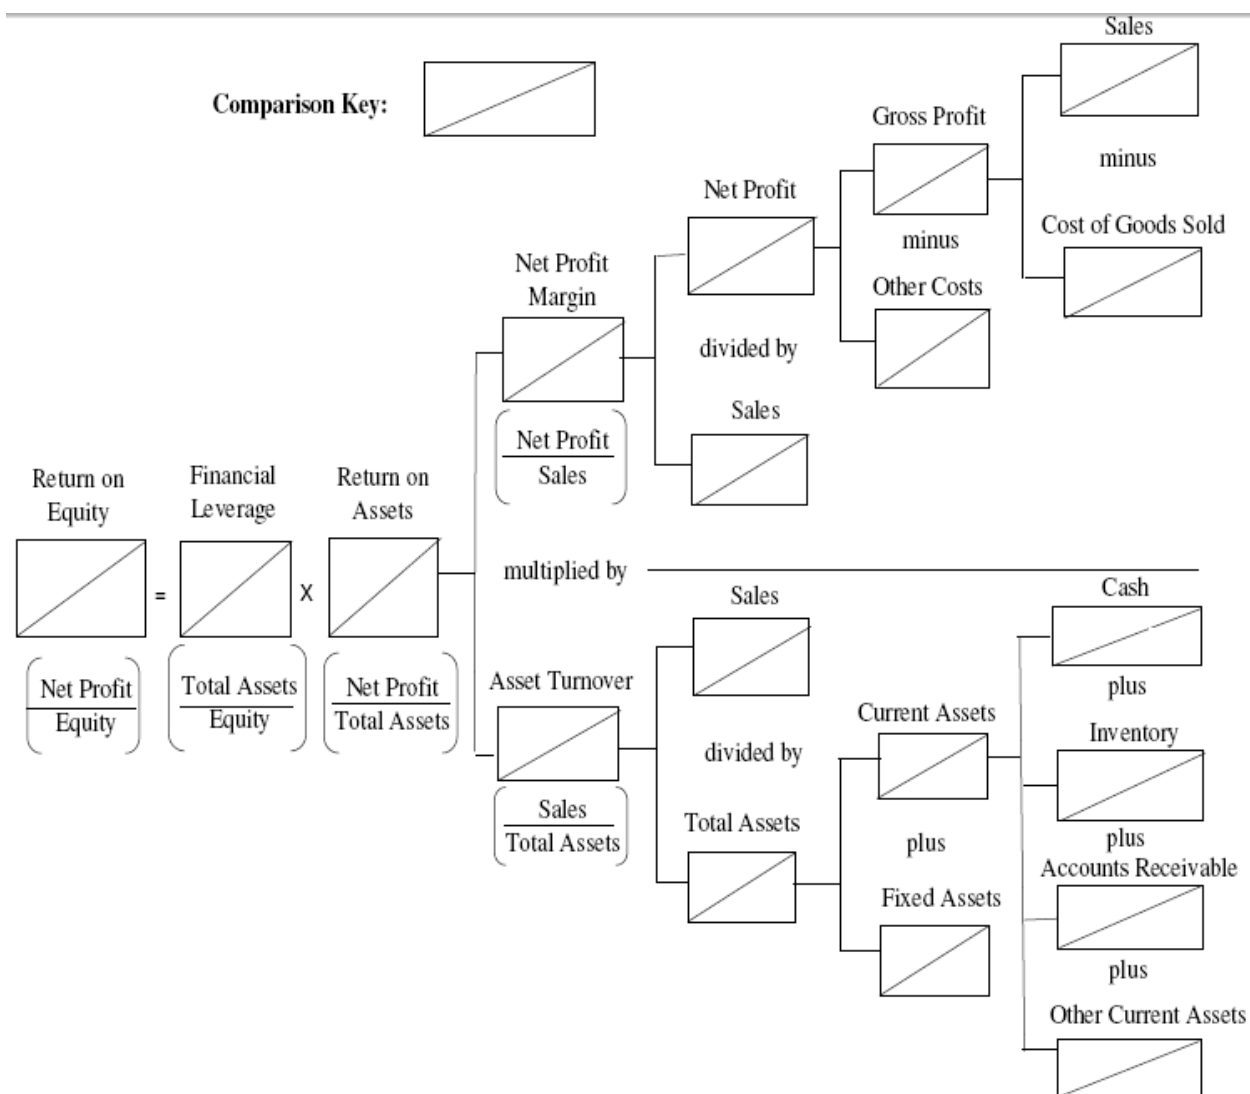 Sales
Comparison Key:
Gross Profit
minus
Net Profit
Cost of Goods Sold
minus
Net Profit
Margin
Other Costs
divided by
Sales
Net Profit
Sales
Return on
Equity
Financial
Leverage
Return on
Assets
=
X
multiplied by
Net Profit
Equity
Total Assets
Equity
Net Profit
Total Assets
Asset Turnover
Sales
Total Assets
Sales
divided by
Total Assets
Current Assets
plus
Fixed Assets
Cash
plus
Inventory
plus
Accounts Receivable
plus
Other Current Assets